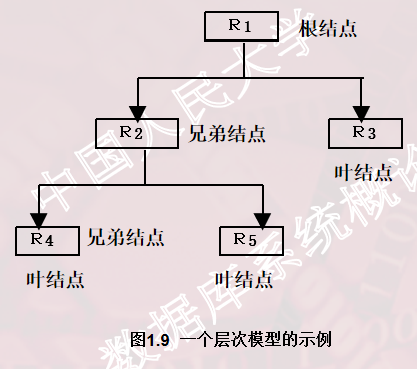 R1 根结点
R2 兄弟结点 R3
叶结点
R4 兄弟结点 R5
叶结点 叶结点
图1.9 一个层次模型的示例
中国人民大学
数据库系统概论